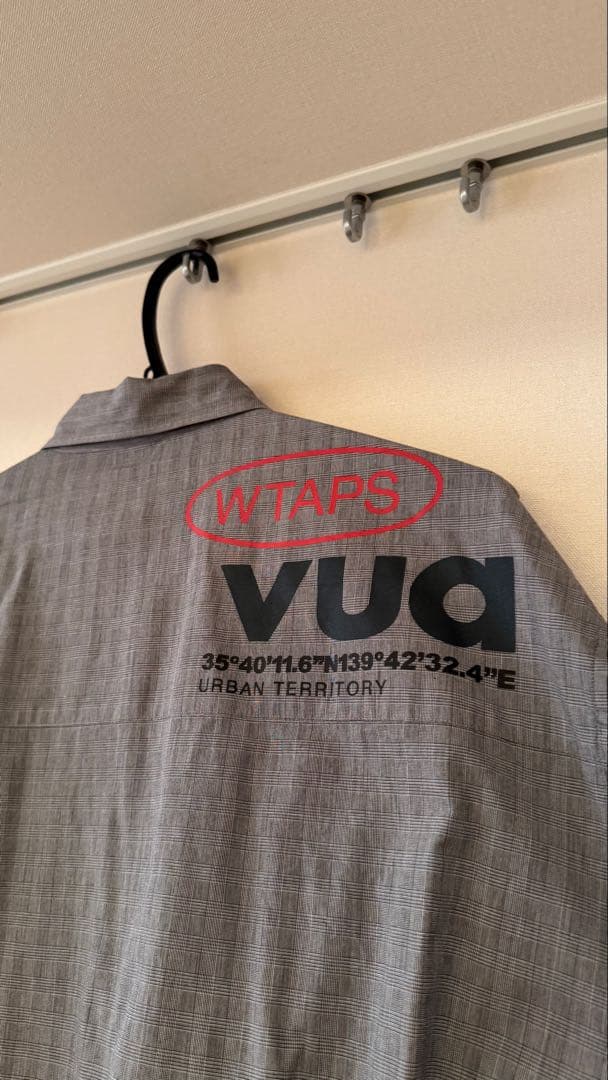 WTAPS
vua
35°40'11.6”N139°42’32.4”E
URBAN TERRITORY